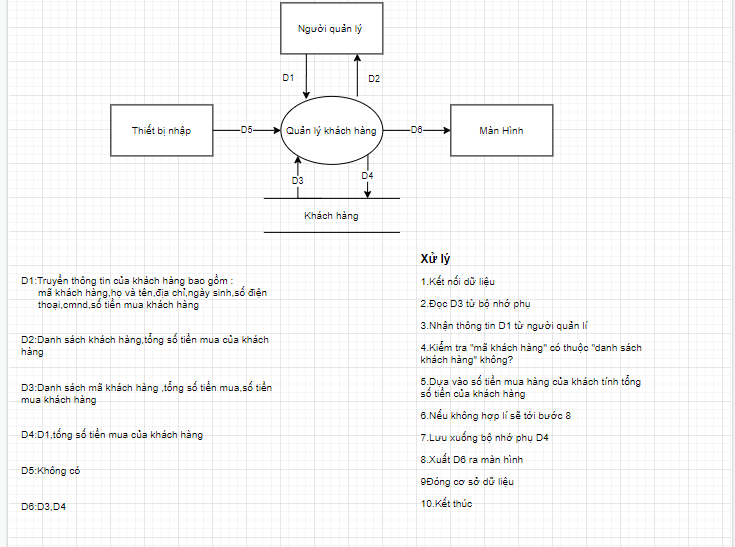 Người quản lý
D1
D2
Thiết bị nhập
D5
Quản lý khách hàng
D6
Màn Hình
D3
D4
Khách hàng
D1:Truyền thông tin của khách hàng bao gồm :
mã khách hàng,họ và tên,địa chỉ,ngày sinh,số điện
thoại,cmnd,số tiền mua khách hàng
D2:Danh sách khách hàng,tổng số tiền mua của khách
hàng
D3:Danh sách mã khách hàng ,tổng số tiền mua,số tiền
mua khách hàng
D4:D1,tổng số tiền mua của khách hàng
D5:Không có
D6:D3,D4
Xử lý
1.Kết nối dữ liệu
2.Đọc D3 từ bộ nhớ phụ
3.Nhận thông tin D1 từ người quản lí
4.Kiểm tra "mã khách hàng" có thuộc "danh sách
khách hàng" không?
5.Dựa vào số tiền mua hàng của khách tính tổng
số tiền của khách hàng
6.Nếu không hợp lí sẽ tới bước 8
7.Lưu xuống bộ nhớ phụ D4
8.Xuất D6 ra màn hình
9Đóng cơ sở dữ liệu
10.Kết thúc